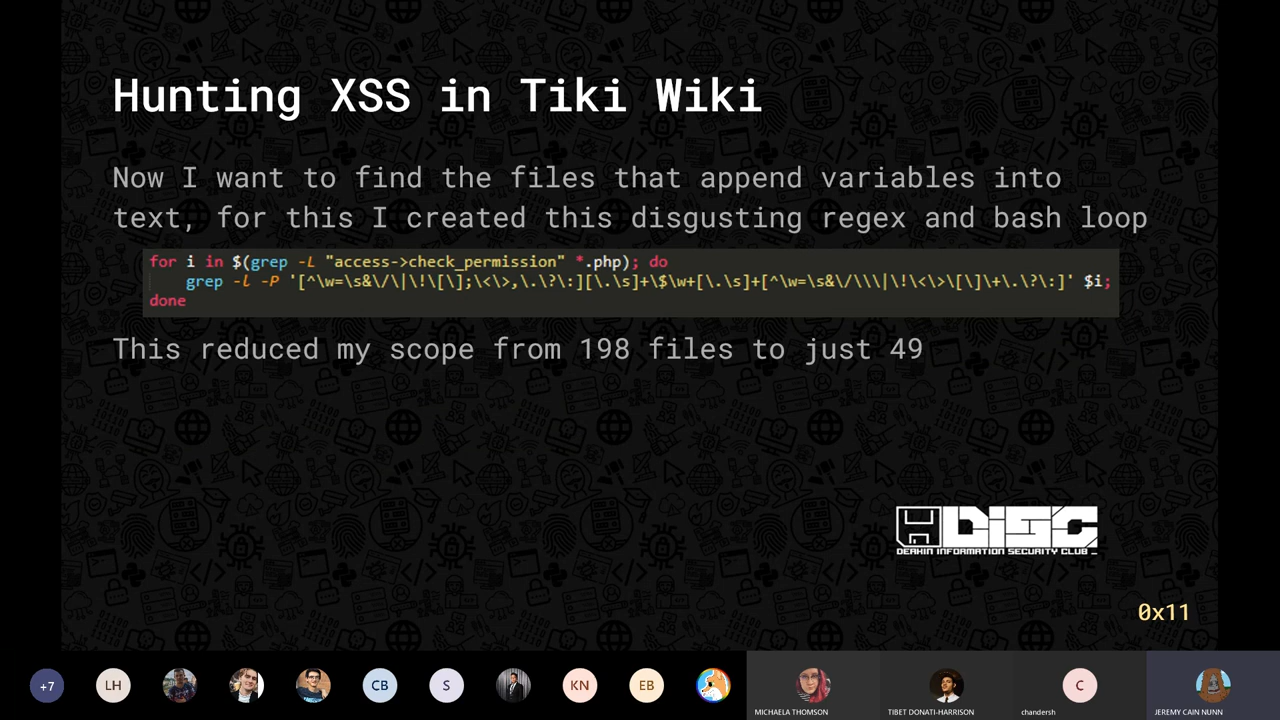 Hunting XSS in Tiki Wiki
Now I want to find the files that append variables into
text, for this I created this disgusting regex and bash loop
for i in $(grep -L "access->check_permission" *.php); do
grep -l -P '[^\w=\s&\/\|\!\[\];\<\>,\.\?\:][\.\s]+\$\w+[\.\s]+[^\w=\s&\/\\\|\!\<\>\[\]\+\.\?\:]' $i;
done
This reduced my scope from 198 files to just 49
DISC
DEAKIN INFORMATION SECURITY CLUB _
0x11
+7
LH
CB
S
KN
EB
C
MICHAELA THOMSON
TIBET DONATI-HARRISON
chandersh
JEREMY CAIN NUNN